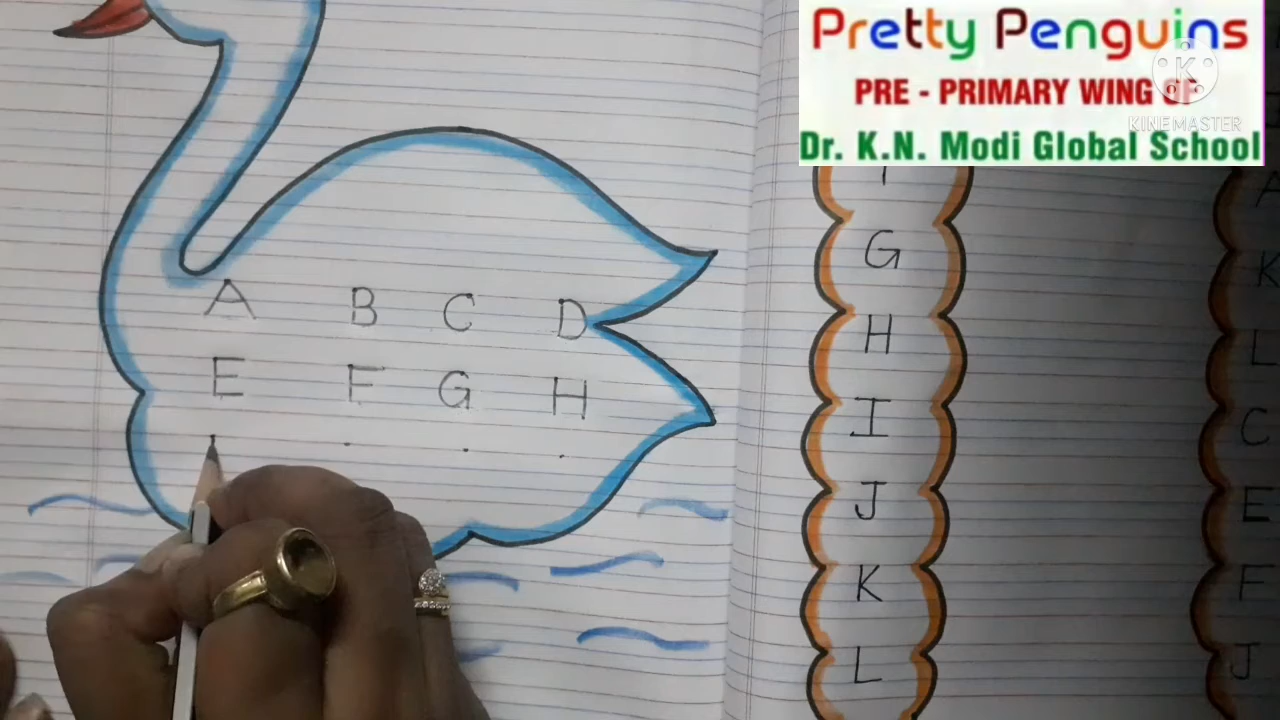 Pretty Penguins
PRE - PRIMARY WING OF
Dr. K.N. Modi Global School
KINEMASTER
A B C D
E F G H
G
H
I
J
K
L
K
L
C
E
F
J